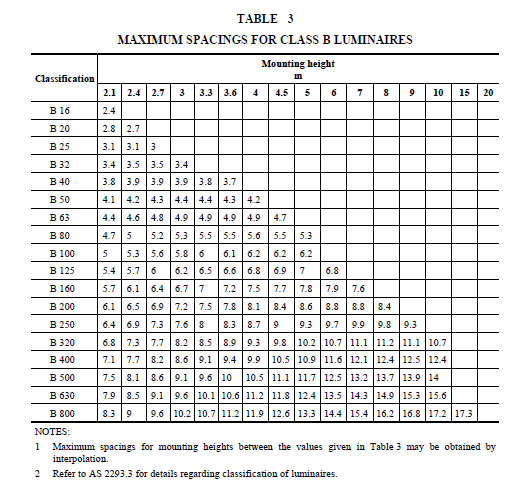 TABLE 3
MAXIMUM SPACINGS FOR CLASS B LUMINAIRES
Classification
Mounting height
m
2.1 2.4 2.7 3 3.3 3.6 4 4.5 5 6 7 8 9 10 15 20
B 16 2.4
B 20 2.8 2.7
B 25 3.1 3.1 3
B 32 3.4 3.5 3.5 3.4
B 40 3.8 3.9 3.9 3.9 3.8 3.7
B 50 4.1 4.2 4.3 4.4 4.4 4.3 4.2
B 63 4.4 4.6 4.8 4.9 4.9 4.9 4.9 4.7
B 80 4.7 5 5.2 5.3 5.5 5.5 5.6 5.5 5.3
B 100 5 5.3 5.6 5.8 6 6.1 6.2 6.2 6.2
B 125 5.4 5.7 6 6.2 6.5 6.6 6.8 6.9 7 6.8
B 160 5.7 6.1 6.4 6.7 7 7.2 7.5 7.7 7.8 7.9 7.6
B 200 6.1 6.5 6.9 7.2 7.5 7.8 8.1 8.4 8.6 8.8 8.8 8.4
B 250 6.4 6.9 7.3 7.6 8 8.3 8.7 9 9.3 9.7 9.9 9.8 9.3
B 320 6.8 7.3 7.7 8.2 8.5 8.9 9.3 9.8 10.2 10.7 11.1 11.2 11.1 10.7
B 400 7.1 7.7 8.2 8.6 9.1 9.4 9.9 10.5 10.9 11.6 12.1 12.4 12.5 12.4
B 500 7.5 8.1 8.6 9.1 9.6 10 10.5 11.1 11.7 12.5 13.2 13.7 13.9 14
B 630 7.9 8.5 9.1 9.6 10.1 10.6 11.2 11.8 12.4 13.5 14.3 14.9 15.3 15.6
B 800 8.3 9 9.6 10.2 10.7 11.2 11.9 12.6 13.3 14.4 15.4 16.2 16.8 17.2 17.3
NOTES:
1 Maximum spacings for mounting heights between the values given in Table 3 may be obtained by
interpolation.
2 Refer to AS 2293.3 for details regarding classification of luminaires.